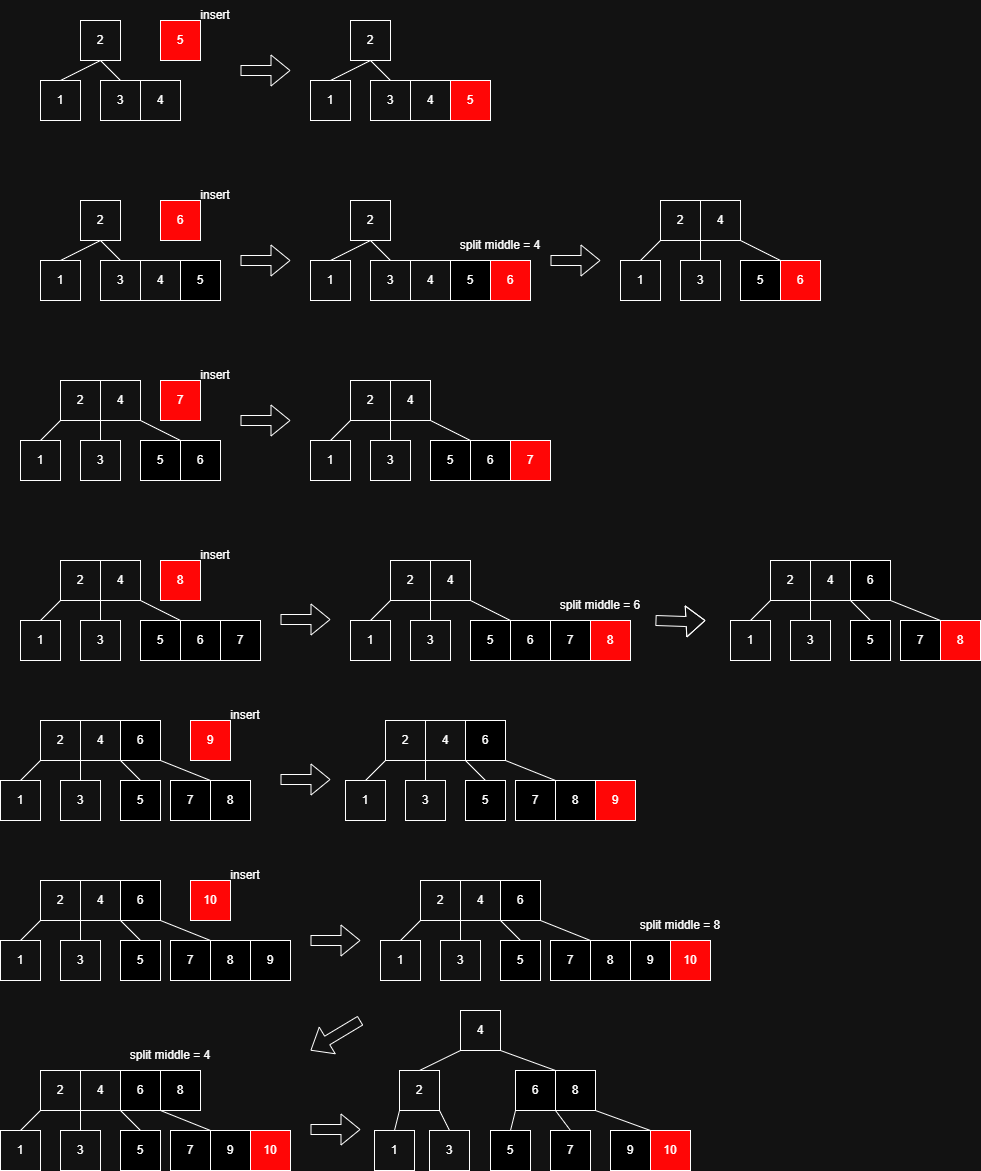 insert
2 5 2
1 3 4 1 3 4 5
insert
2 6 2 2 4
split middle = 4
1 3 4 5 1 3 4 5 6 1 3 5 6
insert
2 4 7 2 4
1 3 5 6 1 3 5 6 7
insert
2 4 8 2 4 2 4 6
split middle = 6
1 3 5 6 7 1 3 5 6 7 8 1 3 5 7 8
insert
2 4 6 9 2 4 6
1 3 5 7 8 1 3 5 7 8 9
insert
2 4 6 10 2 4 6
split middle = 8
1 3 5 7 8 9 1 3 5 7 8 9 10
4
split middle = 4
2 4 6 8 2 6 8
1 3 5 7 9 10 1 3 5 7 9 10